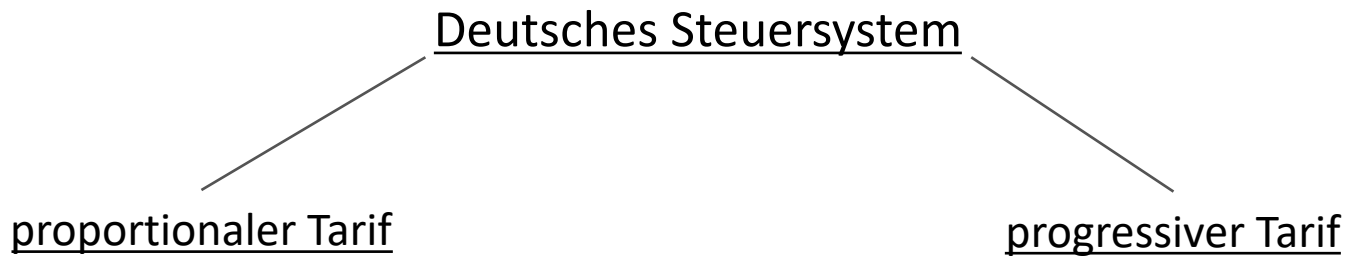 Deutsches Steuersystem
proportionaler Tarif
progressiver Tarif